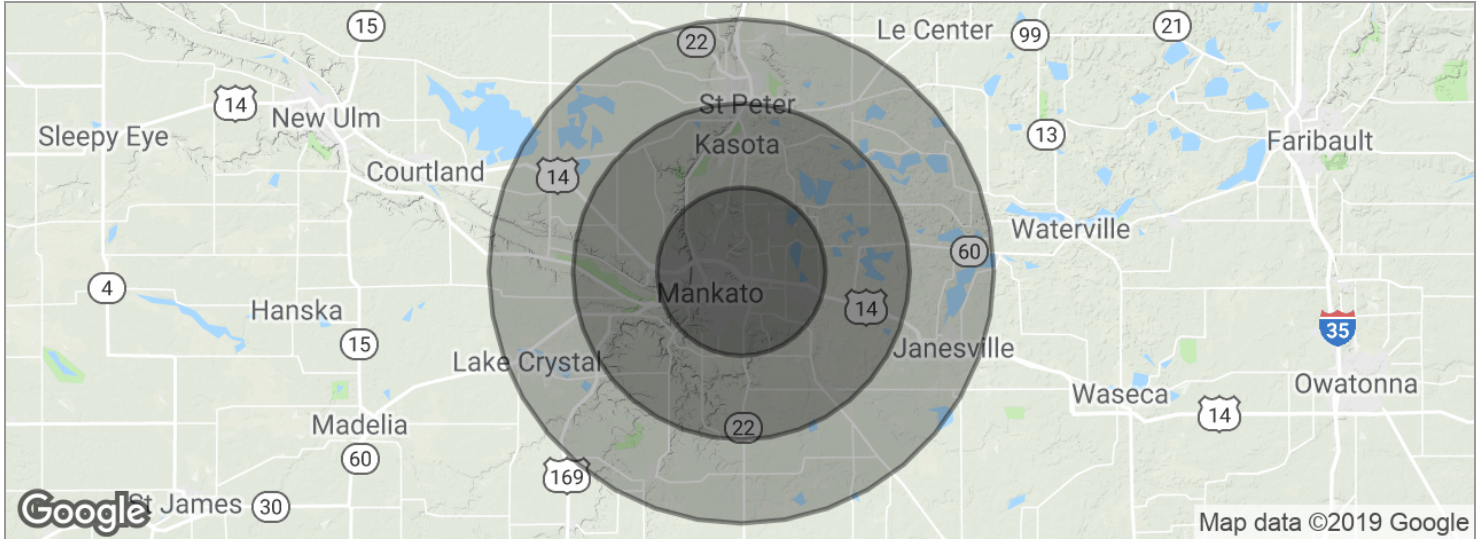 15
22
Le Center
99
21
14
New Ulm
St Peter
Sleepy Eye
Kasota
13
Faribault
Courtland
14
Waterville
60
4
Mankato
Hanska
14
35
15
Lake Crystal
Janesville
Waseca
Owatonna
14
Madelia
22
60
169
St James
30
Google
Map data ©2019 Google